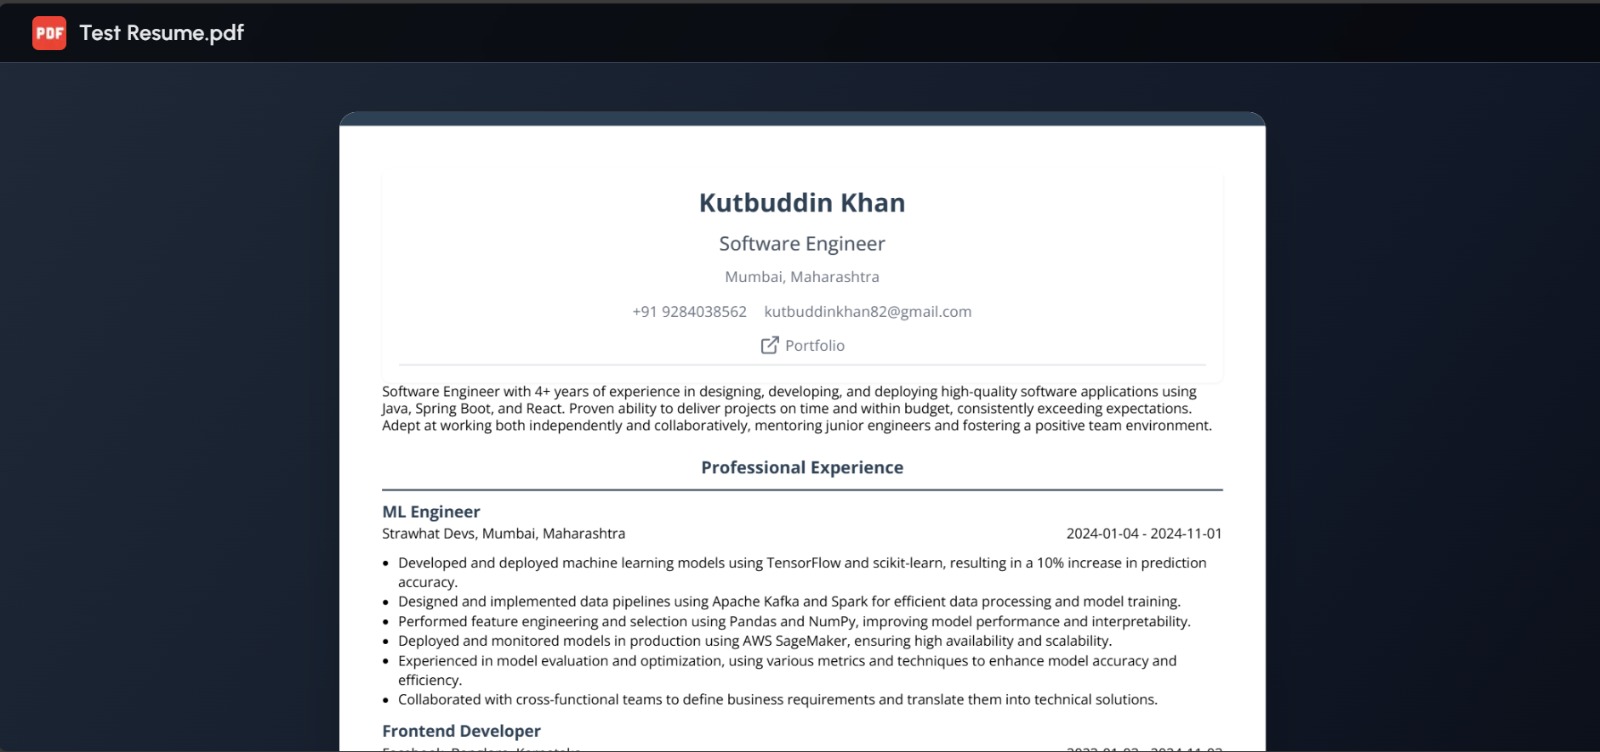 PDF Test Resume.pdf
Kutbuddin Khan
Software Engineer
Mumbai, Maharashtra
+91 9284038562 kutbuddinkhan82@gmail.com
Portfolio
Software Engineer with 4+ years of experience in designing, developing, and deploying high-quality software applications using
Java, Spring Boot, and React. Proven ability to deliver projects on time and within budget, consistently exceeding expectations.
Adept at working both independently and collaboratively, mentoring junior engineers and fostering a positive team environment.
Professional Experience
ML Engineer
Strawhat Devs, Mumbai, Maharashtra 2024-01-04 - 2024-11-01
• Developed and deployed machine learning models using TensorFlow and scikit-learn, resulting in a 10% increase in prediction
accuracy.
• Designed and implemented data pipelines using Apache Kafka and Spark for efficient data processing and model training.
• Performed feature engineering and selection using Pandas and NumPy, improving model performance and interpretability.
• Deployed and monitored models in production using AWS SageMaker, ensuring high availability and scalability.
• Experienced in model evaluation and optimization, using various metrics and techniques to enhance model accuracy and
efficiency.
• Collaborated with cross-functional teams to define business requirements and translate them into technical solutions.
Frontend Developer